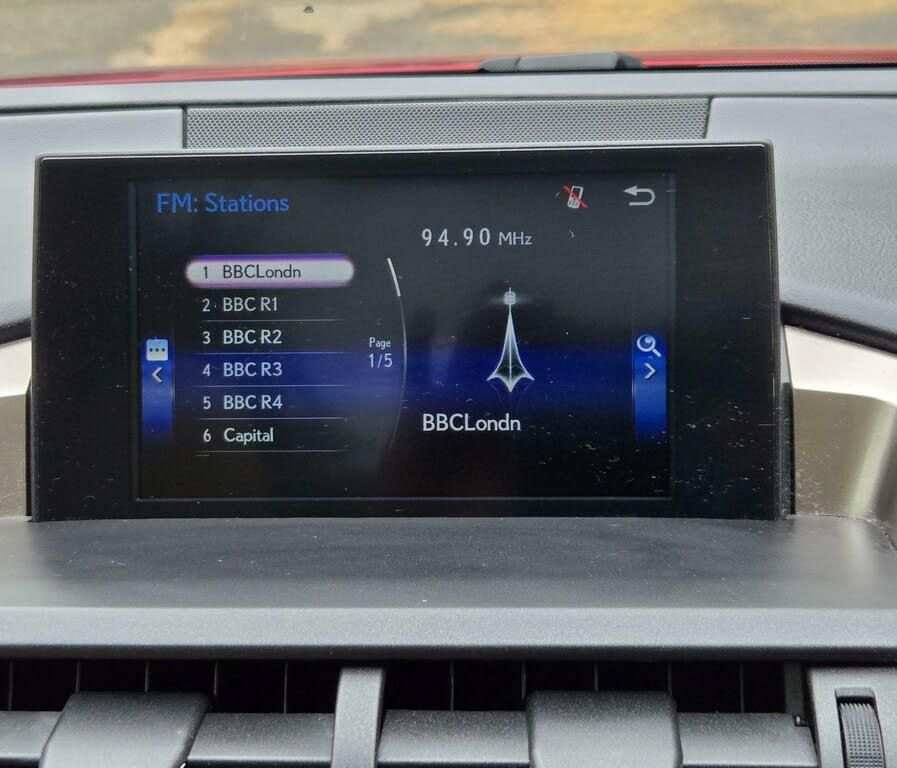 FM: Stations
94.90 MHz
1 BBCLondn
2 BBC R1
3 BBC R2
Page
1/5
4 BBC R3
5 BBC R4
BBCLondn
6 Capital